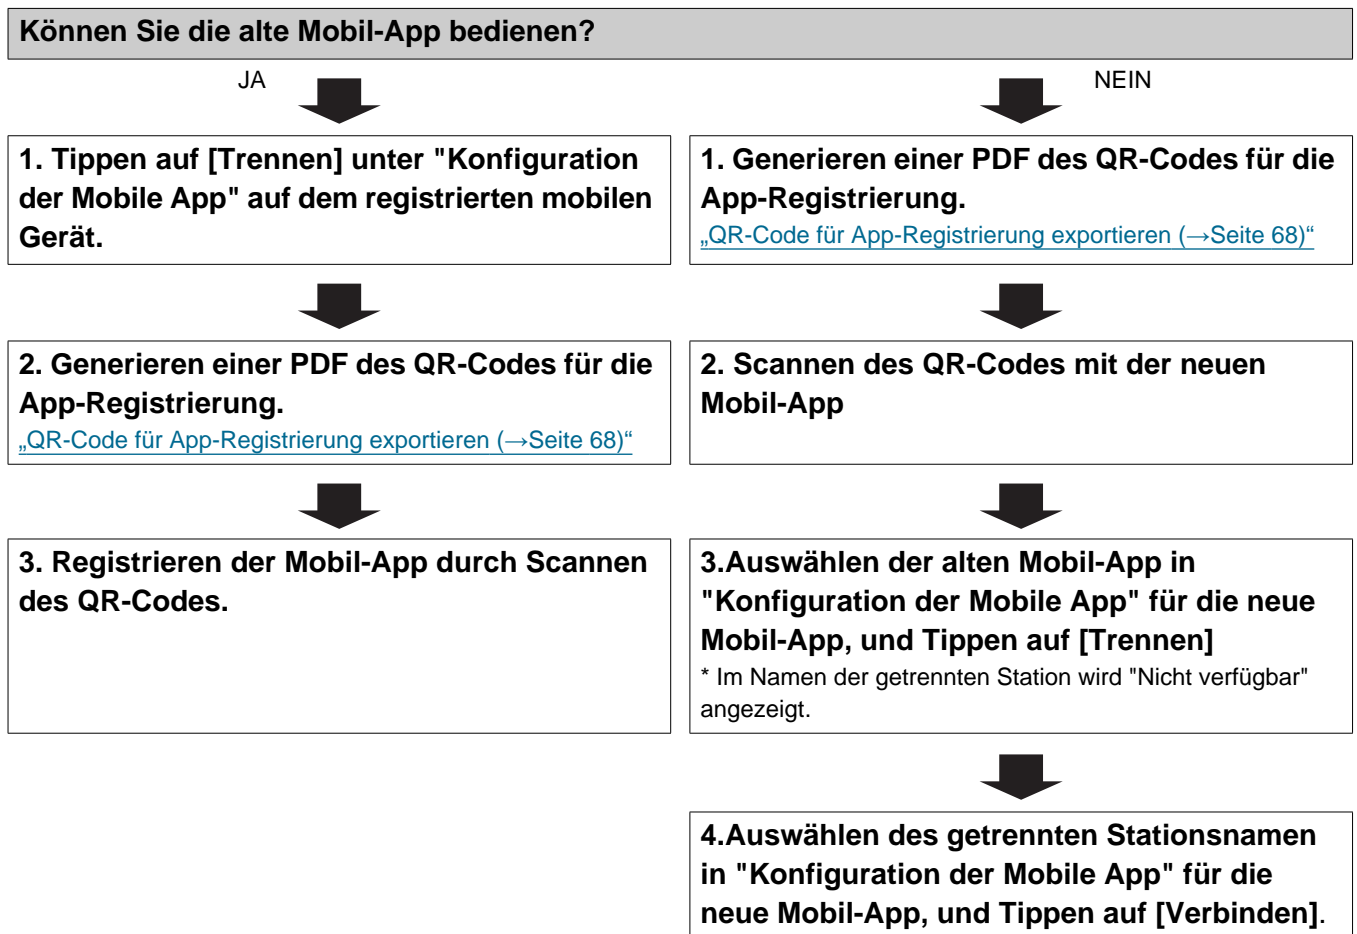 Können Sie die alte Mobil-App bedienen?
JA
NEIN
1. Tippen auf [Trennen] unter "Konfiguration
der Mobile App" auf dem registrierten mobilen
Gerät.
1. Generieren einer PDF des QR-Codes für die
App-Registrierung.
„QR-Code für App-Registrierung exportieren (→Seite 68)“
2. Generieren einer PDF des QR-Codes für die
App-Registrierung.
„QR-Code für App-Registrierung exportieren (→Seite 68)“
2. Scannen des QR-Codes mit der neuen
Mobil-App
3. Registrieren der Mobil-App durch Scannen
des QR-Codes.
3.Auswählen der alten Mobil-App in
"Konfiguration der Mobile App" für die neue
Mobil-App, und Tippen auf [Trennen]
* Im Namen der getrennten Station wird "Nicht verfügbar"
angezeigt.
4.Auswählen des getrennten Stationsnamen
in "Konfiguration der Mobile App" für die
neue Mobil-App, und Tippen auf [Verbinden].